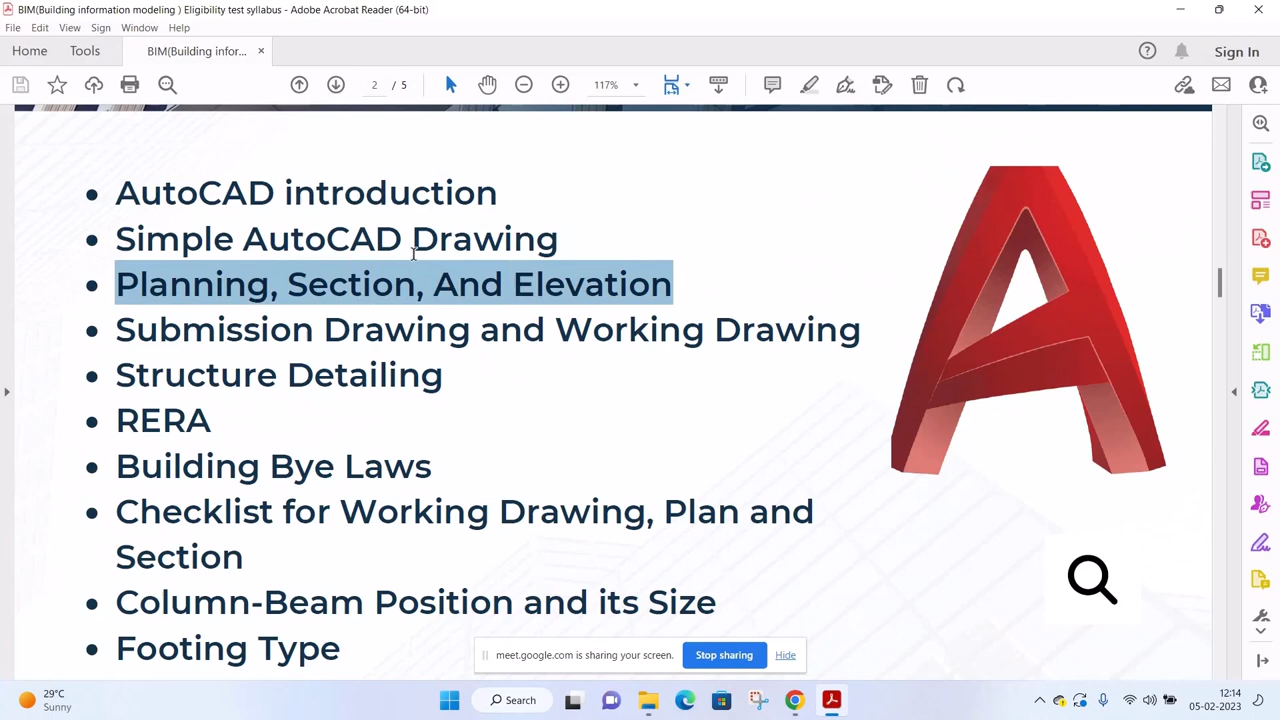 BIM(Building information modeling ) Eligibility test syllabus - Adobe Acrobat Reader (64-bit)
File Edit View Sign Window Help
Home Tools BIM(Building infor... × Sign In
2 / 5 117%
• AutoCAD introduction
• Simple AutoCAD Drawing
• Planning, Section, And Elevation
• Submission Drawing and Working Drawing
• Structure Detailing
• RERA
• Building Bye Laws
• Checklist for Working Drawing, Plan and
Section
• Column-Beam Position and its Size
• Footing Type
meet.google.com is sharing your screen. Stop sharing Hide
29°C
Sunny
Search
12:14
05-02-2023